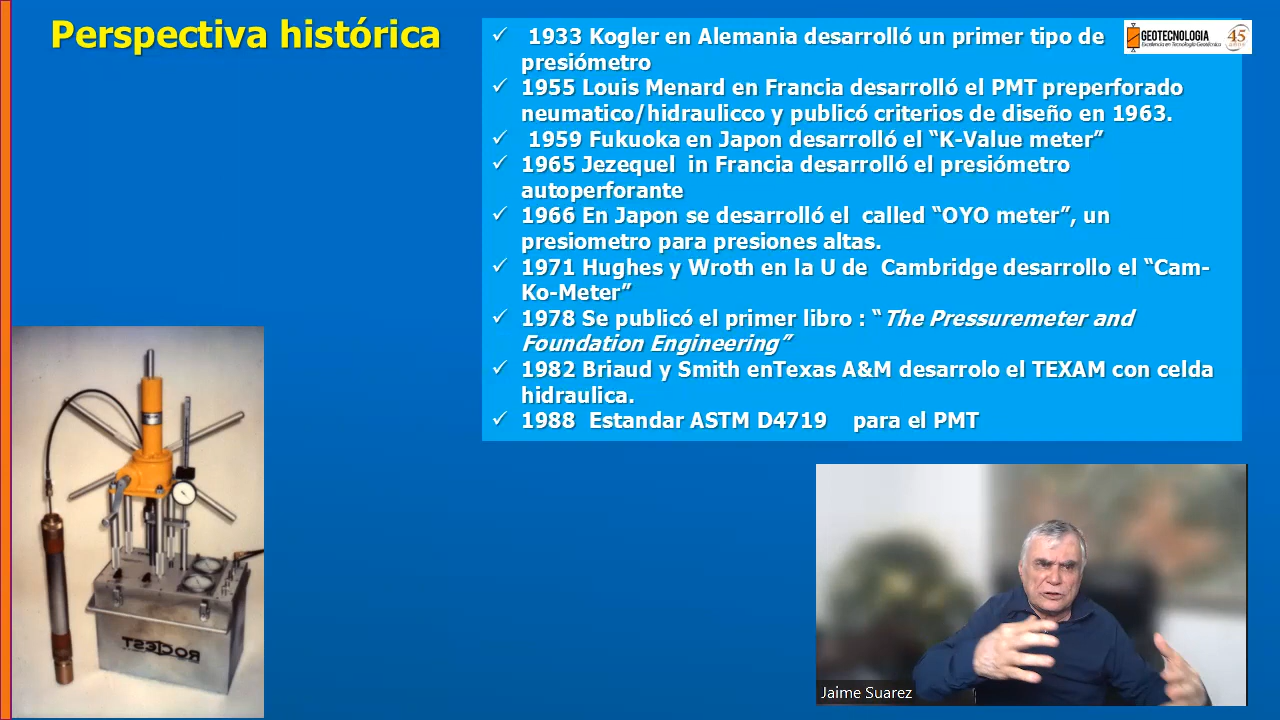 Perspectiva histórica
1933 Kogler en Alemania desarrolló un primer tipo de
presiómetro
1955 Louis Menard en Francia desarrolló el PMT preperforado
neumatico/hidraulicco y publicó criterios de diseño en 1963.
1959 Fukuoka en Japon desarrolló el “K-Value meter”
1965 Jezequel in Francia desarrolló el presiómetro
autoperforante
1966 En Japon se desarrolló el called “OYO meter”, un
presiometro para presiones altas.
1971 Hughes y Wroth en la U de Cambridge desarrollo el “Cam-
Ko-Meter”
1978 Se publicó el primer libro : “The Pressuremeter and
Foundation Engineering”
1982 Briaud y Smith enTexas A&M desarrolo el TEXAM con celda
hidraulica.
1988 Estandar ASTM D4719 para el PMT
GEOTECNOLOGIA
Excelencia en Tecnología Geotécnica
45
años
ROCTEST
Jaime Suarez